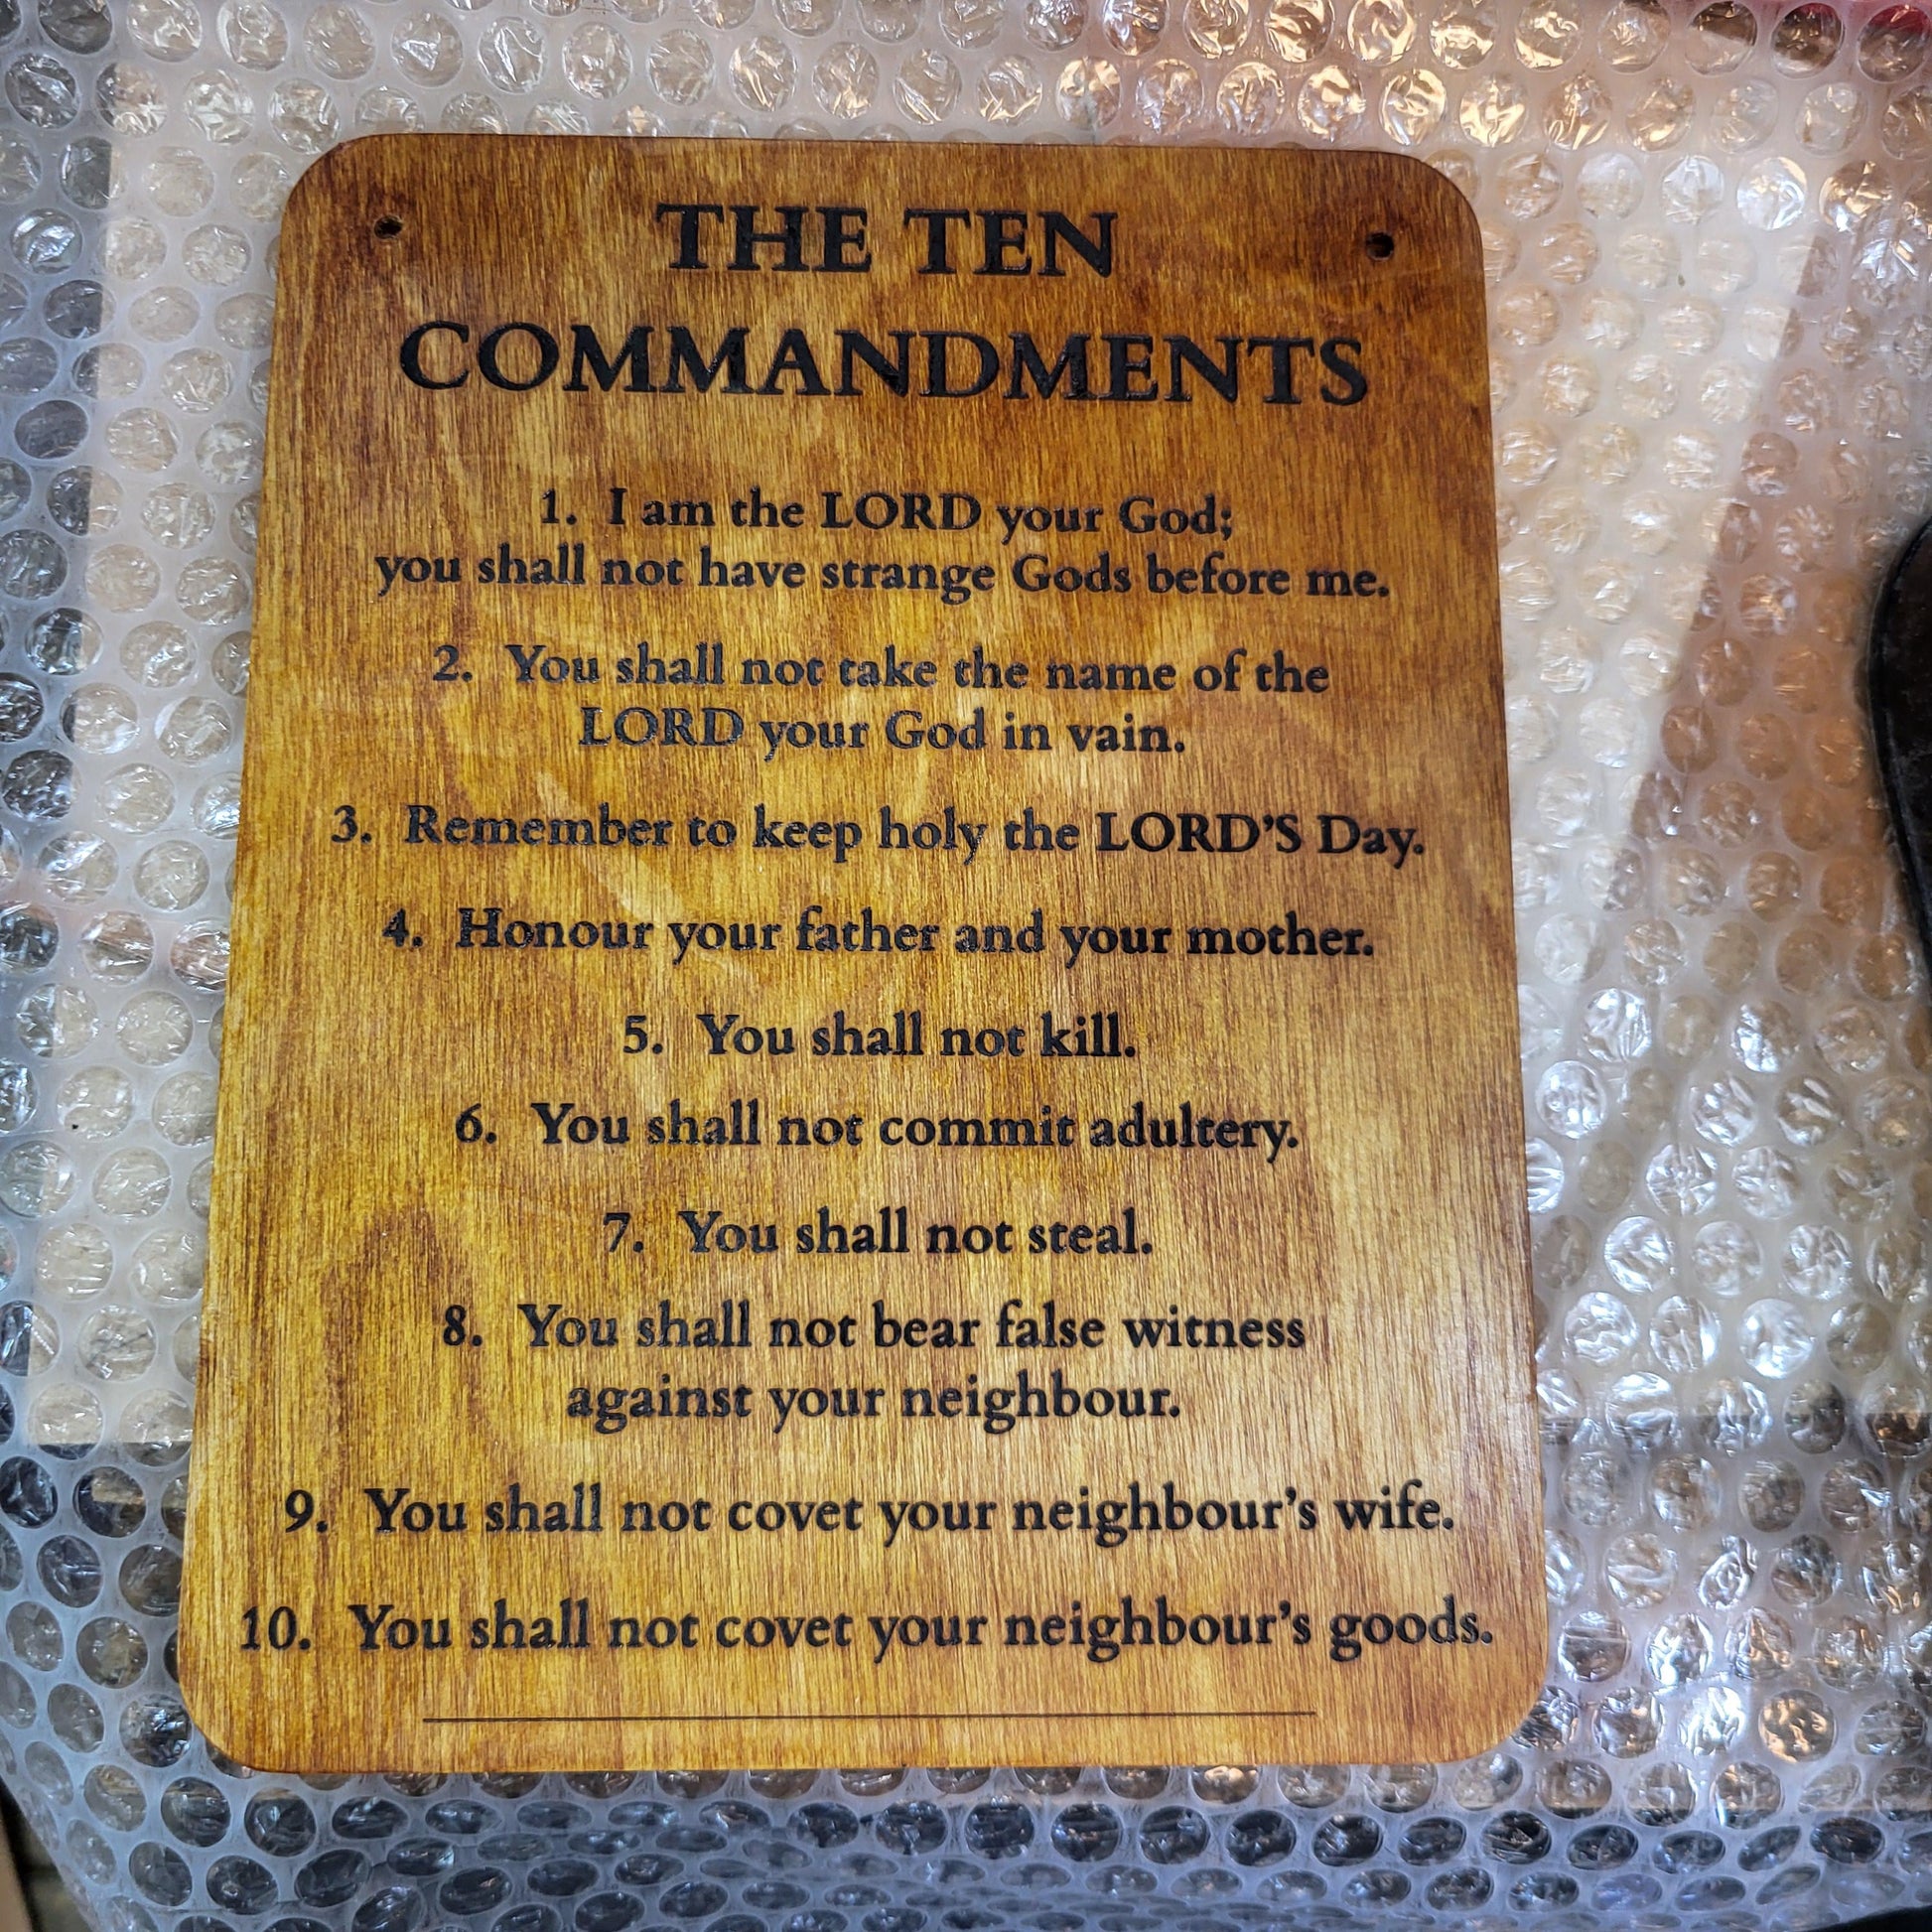 THE TEN
COMMANDMENTS
1. I am the LORD your God;
you shall not have strange Gods before me.
2. You shall not take the name of the
LORD your God in vain.
3. Remember to keep holy the LORD'S Day.
4. Honour your father and your mother.
5. You shall not kill.
6. You shall not commit adultery.
7. You shall not steal.
8. You shall not bear false witness
against your neighbour.
9. You shall not covet your neighbour's wife.
10. You shall not covet your neighbour's goods.